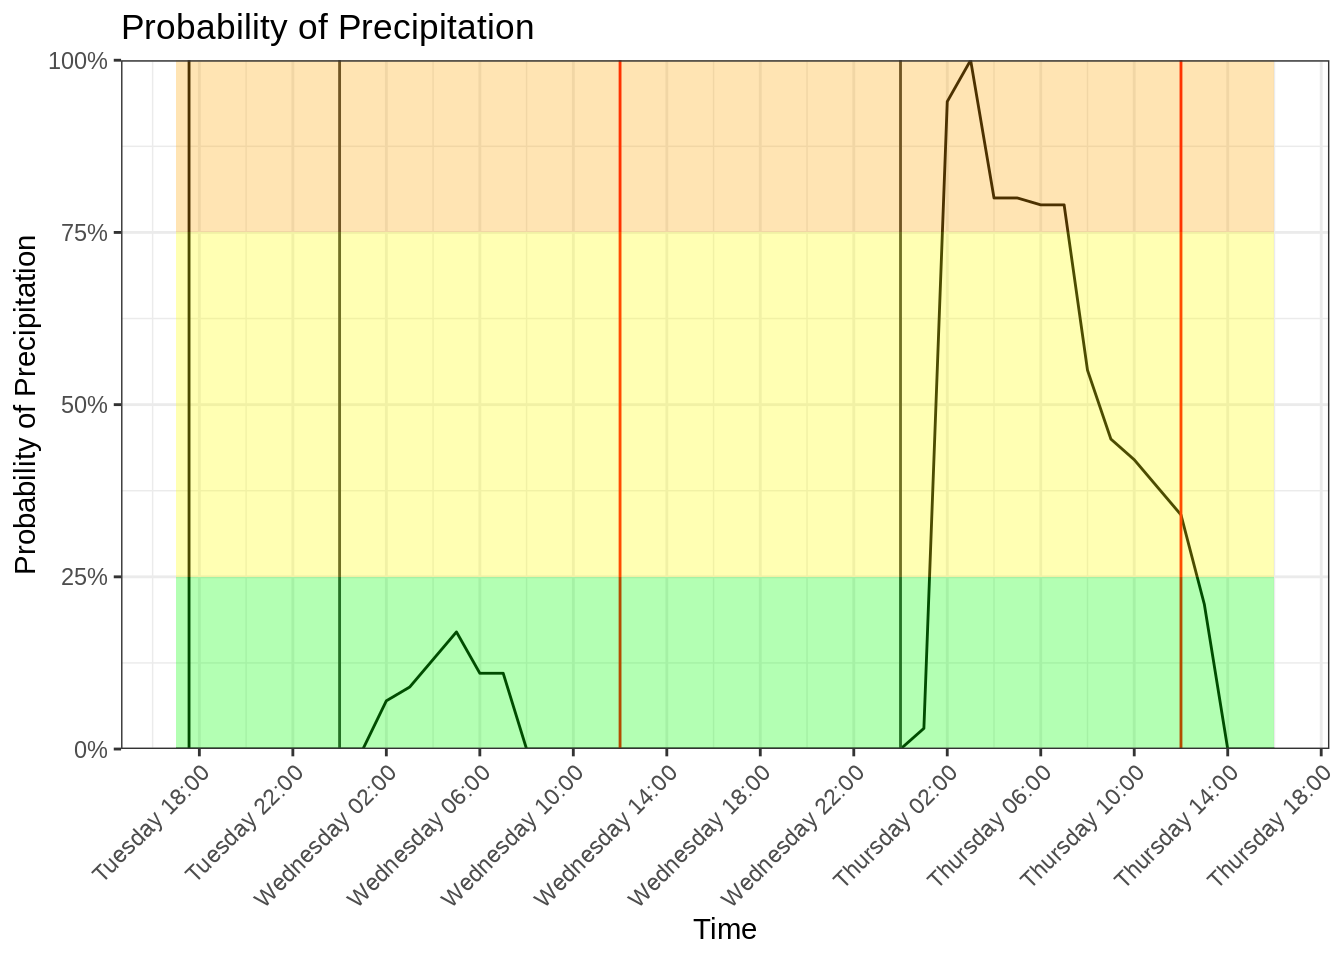 Probability of Precipitation
100%
75%
50%
25%
0%
Probability of Precipitation
Tuesday 18:00
Tuesday 22:00
Wednesday 02:00
Wednesday 06:00
Wednesday 10:00
Wednesday 14:00
Wednesday 18:00
Wednesday 22:00
Thursday 02:00
Thursday 06:00
Thursday 10:00
Thursday 14:00
Thursday 18:00
Time